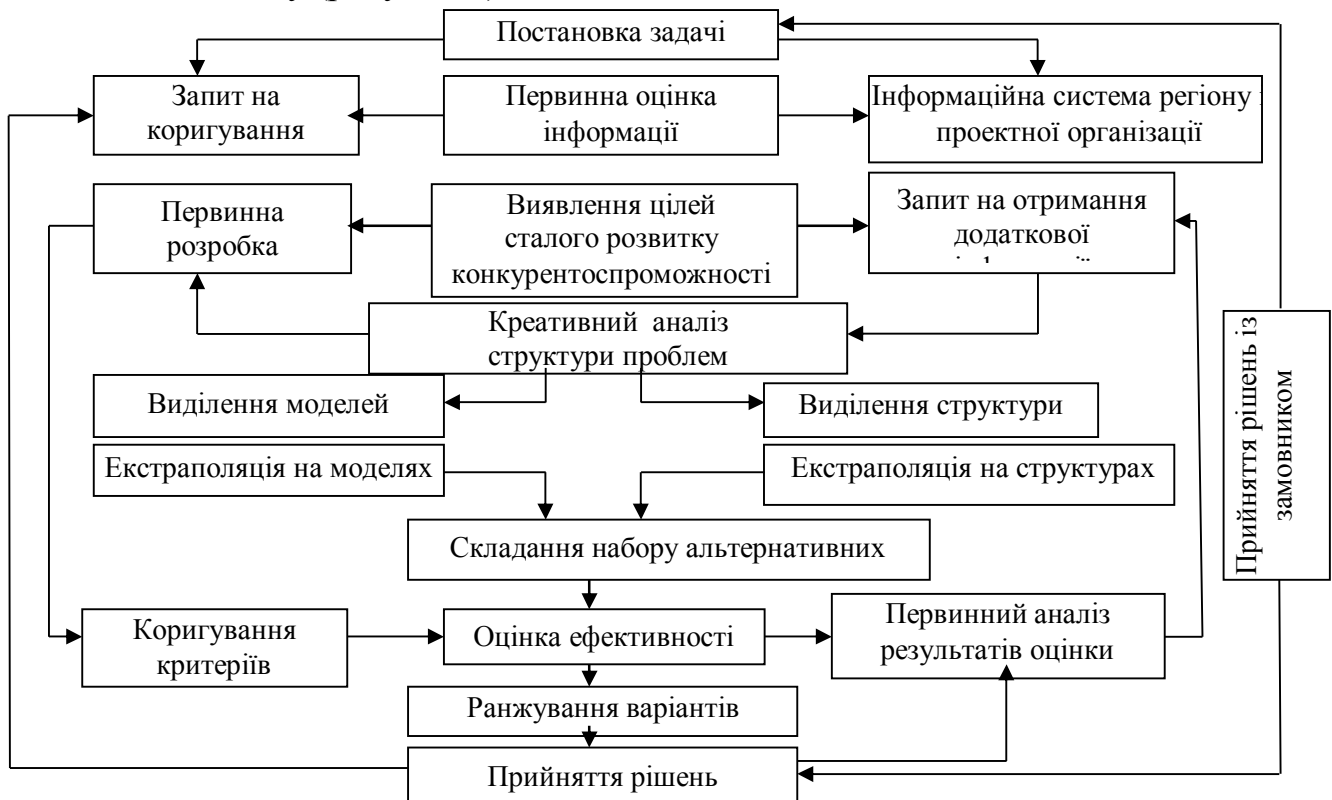 Постановка задачі
Запит на
коригування
Первинна оцінка
інформації
Інформаційна система регіону
проектної організації
Первинна
розробка
Виявлення цілей
сталого розвитку
конкурентоспроможності
Запит на отримання
додаткової
Креативний аналіз
структури проблем
Виділення моделей
Виділення структури
Екстраполяція на моделях
Екстраполяція на структурах
Прийняття рішень із
замовником
Складання набору альтернативних
Коригування
критеріїв
Оцінка ефективності
Первинний аналіз
результатів оцінки
Ранжування варіантів
Прийняття рішень